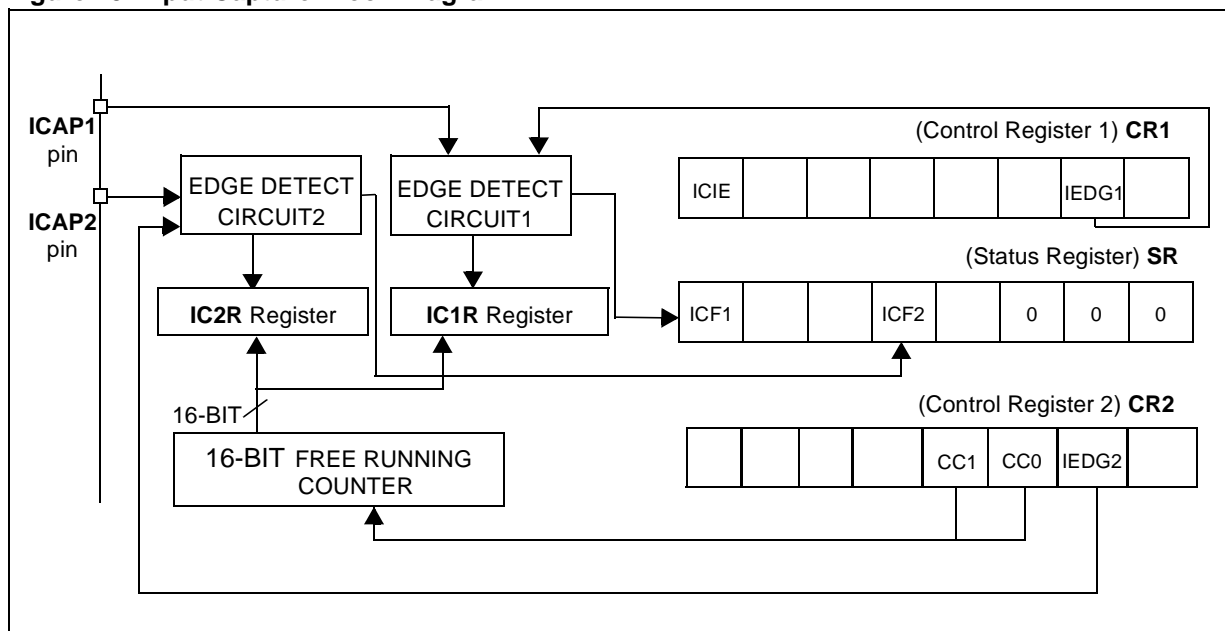 ICAP1
pin
ICAP2
pin
EDGE DETECT
CIRCUIT2
EDGE DETECT
CIRCUIT1
IC2R Register
IC1R Register
16-BIT
16-BIT FREE RUNNING
COUNTER
(Control Register 1) CR1
ICIE IEDG1
(Status Register) SR
ICF1 ICF2 0 0 0
(Control Register 2) CR2
CC1 CC0 IEDG2